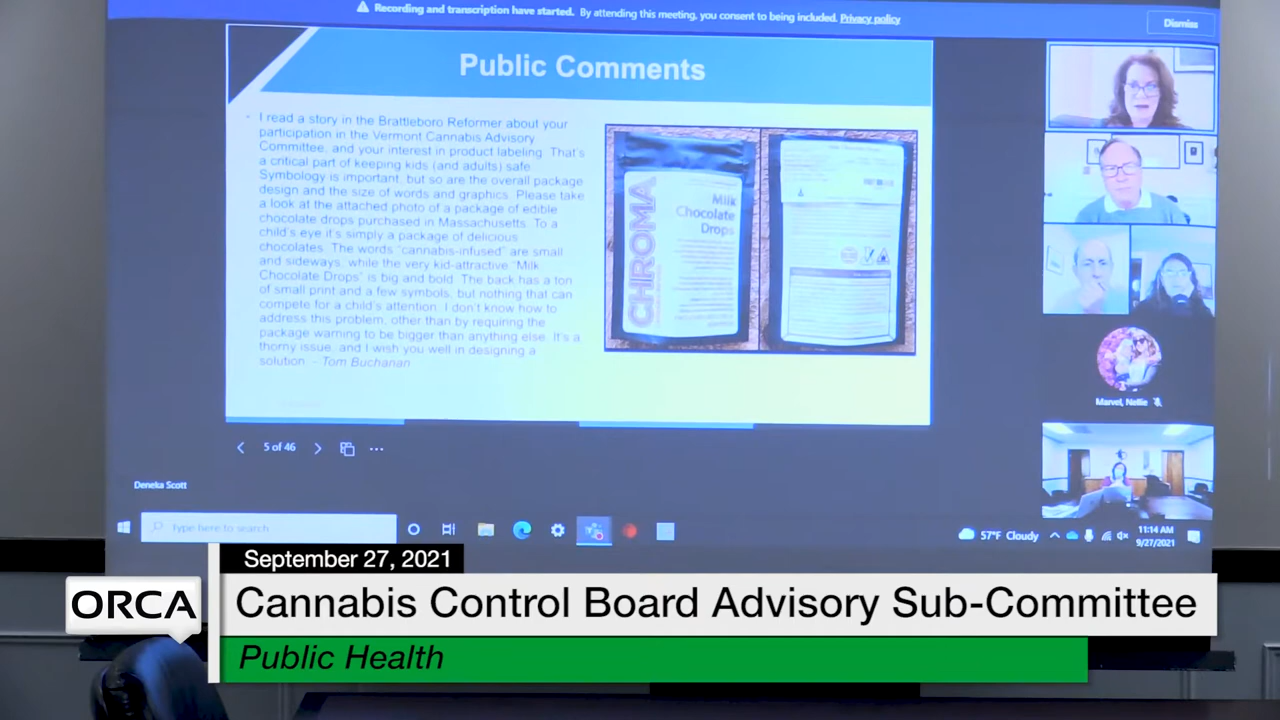 Recording and transcription have started. By attending this meeting, you consent to being included. Privacy policy
Dismiss
Public Comments
I read a story in the Brattleboro Reformer about your
participation in the Vermont Cannabis Advisory
Committee, and your interest in product labeling. That's
a critical part of keeping kids (and adults) safe.
Symbology is important, but so are the overall package
design and the size of words and graphics. Please take
a look at the attached photo of a package of edible
chocolate drops purchased in Massachusetts. To a
child's eye it's simply a package of delicious
chocolates. The words "cannabis-infused" are small
and sideways, while the very kid-attractive "Milk
Chocolate Drops" is big and bold. The back has a ton
of small print and a few symbols, but nothing that can
compete for a child's attention. I don't know how to
address this problem, other than by requiring the
package warning to be bigger than anything else. It's a
thorny issue, and I wish you well in designing a
solution. - Tom Buchanan
CHROMA
Milk
Chocolate
Drops
Marvel, Nellie
5 of 46
Deneka Scott
Type here to search
57°F Cloudy
11:14 AM
9/27/2021
September 27, 2021
ORCA
Cannabis Control Board Advisory Sub-Committee
Public Health